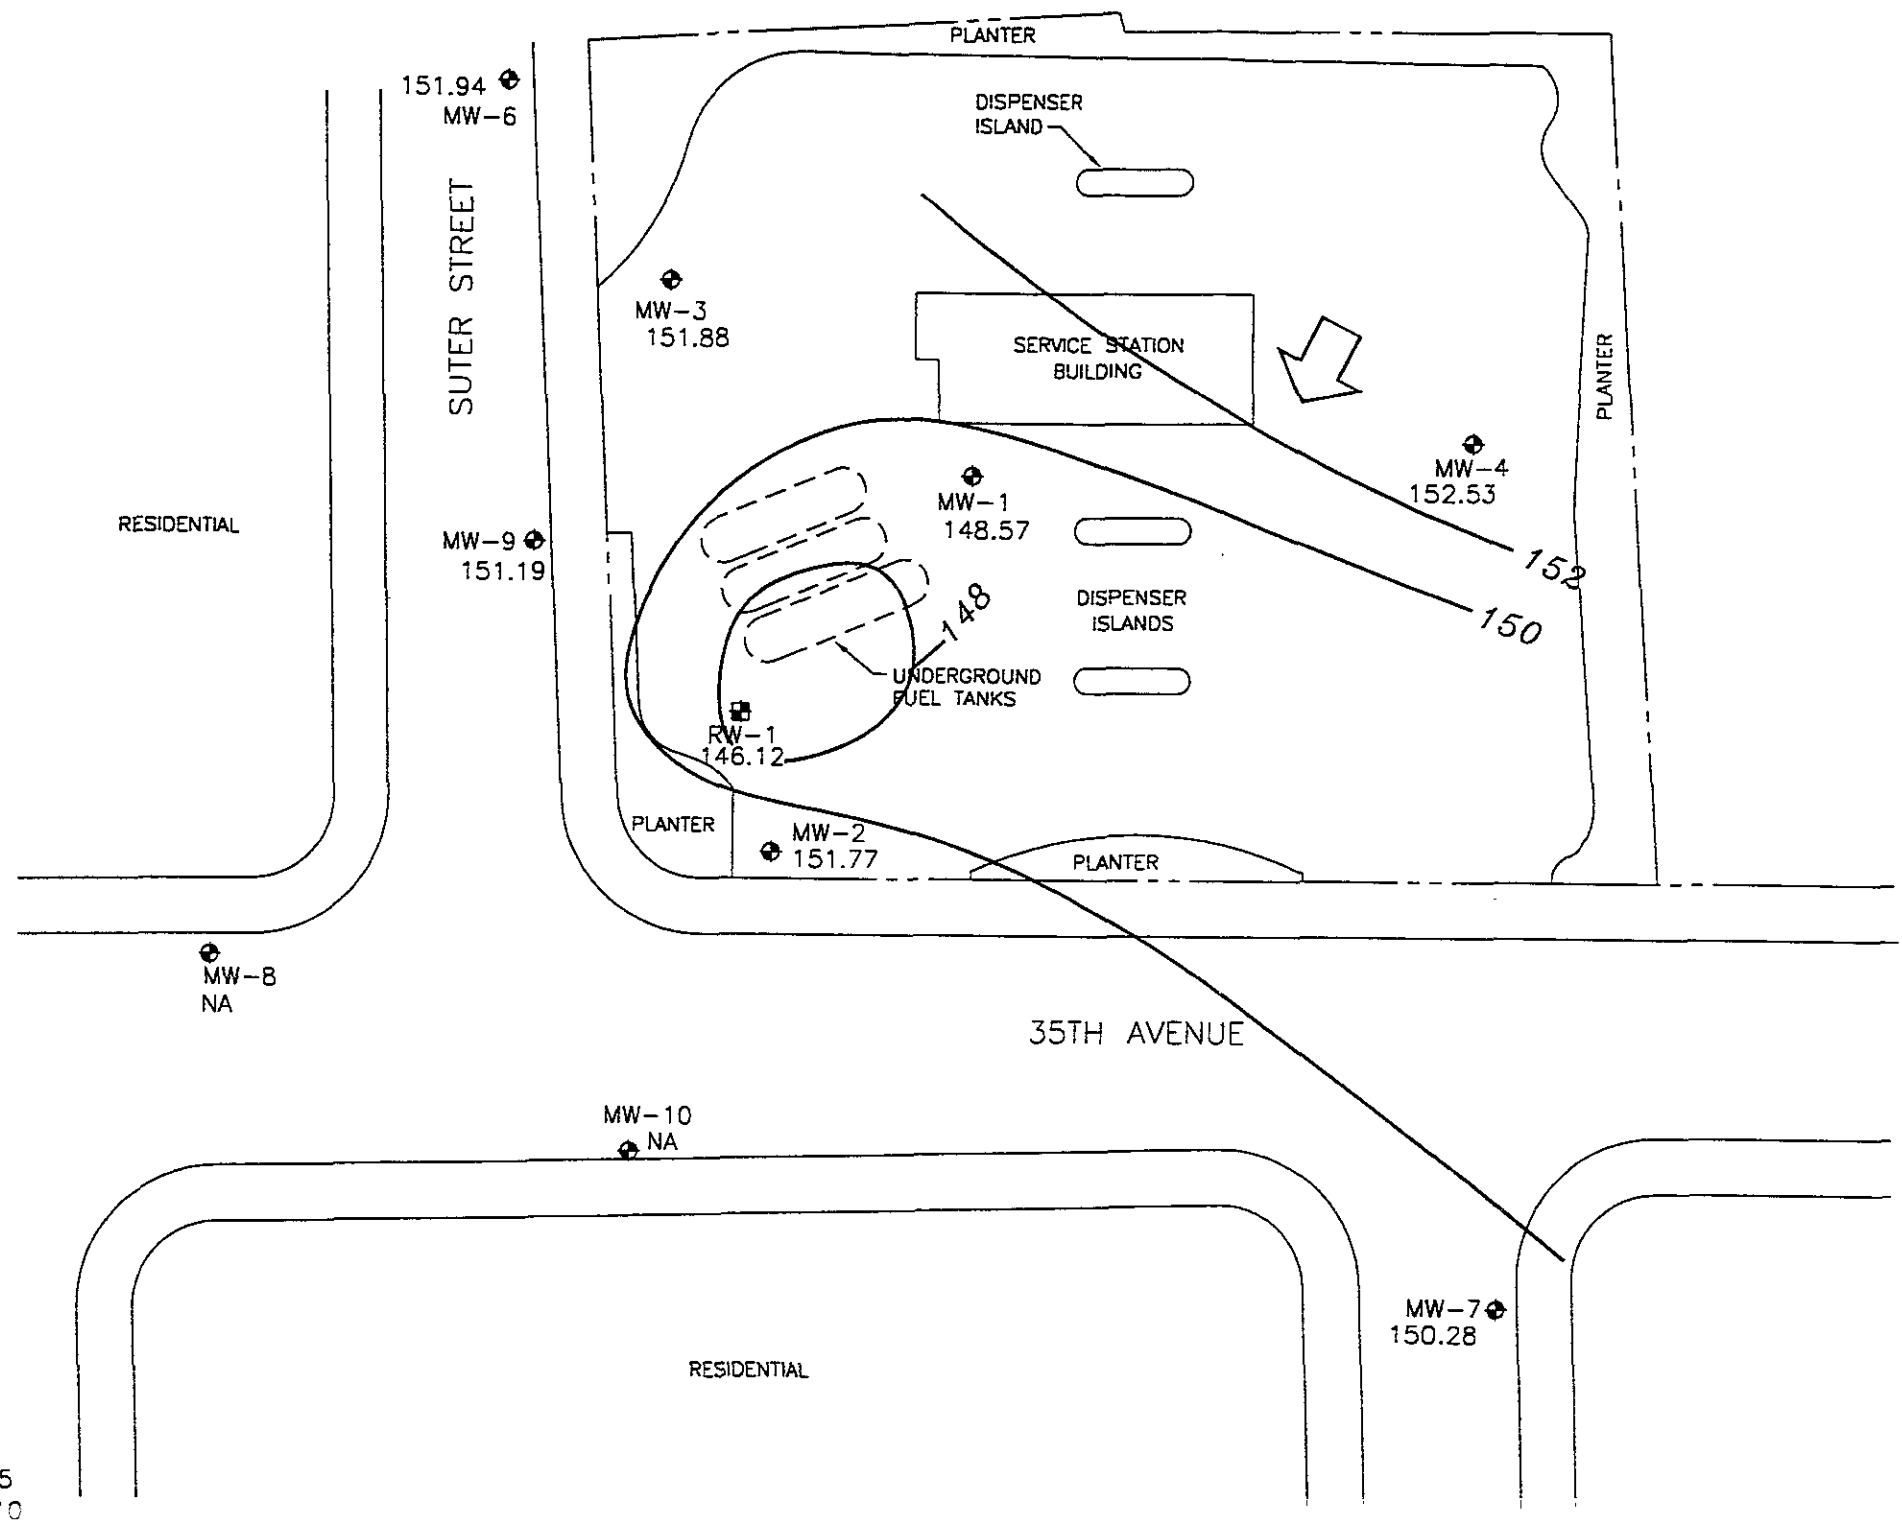 PLANTER
151.94
MW-6
DISPENSER
ISLAND
SUTER STREET
MW-3
151.88
SERVICE STATION
BUILDING
PLANTER
MW-4
152.53
MW-1
148.57
RESIDENTIAL
MW-9
151.19
152
148
DISPENSER
ISLANDS
150
UNDERGROUND
FUEL TANKS
RW-1
146.12
PLANTER
MW-2
151.77
PLANTER
MW-8
NA
35TH AVENUE
MW-10
NA
MW-7
150.28
RESIDENTIAL
5
0